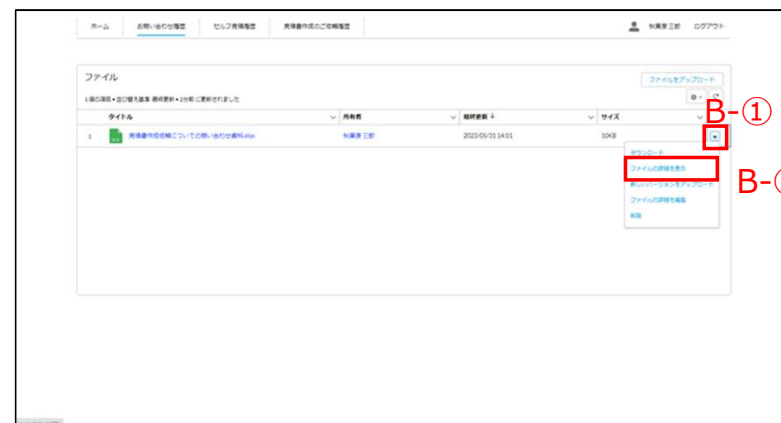 ホーム お問い合わせ履歴 セルフ見積履歴 見積書作成のご依頼履歴 秋葉原三郎 ログアウト
ファイル ファイルをアップロード
1個の項目•並び替え基準: 最終更新•2分前 に更新されました
タイトル 所有者 最終更新 サイズ
B-①
1 見積書作成依頼についての問い合わせ資料.xlsx 秋葉原 三郎 2023/05/31 14:51 10KB
ダウンロード
ファイルの詳細を表示
B-
新しいバージョンをアップロード
ファイルの詳細を編集
削除